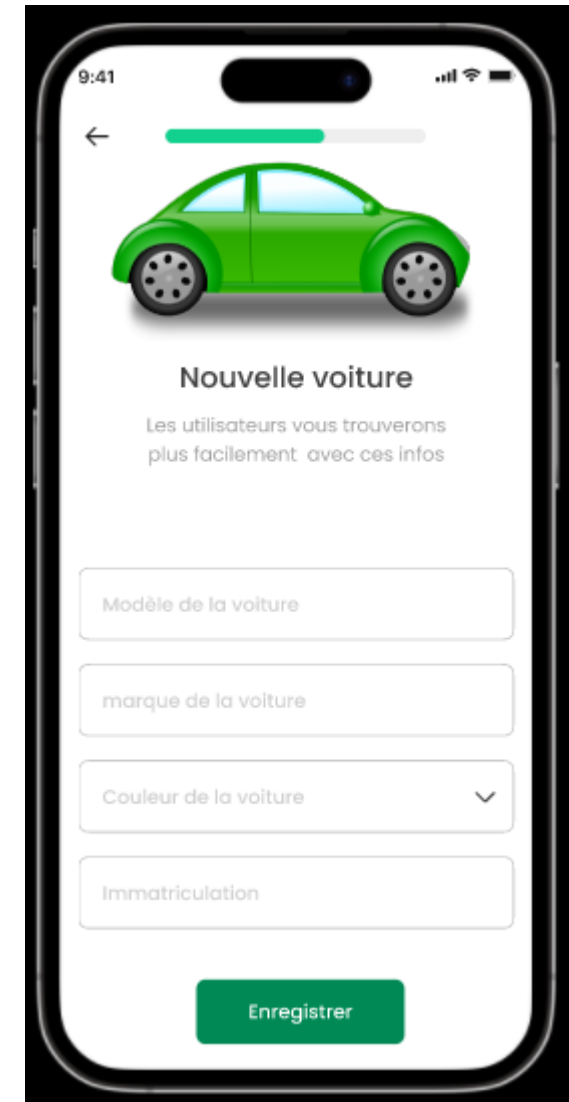 9:41
Nouvelle voiture
Les utilisateurs vous trouverons
plus facilement avec ces infos
Modèle de la voiture
marque de la voiture
Couleur de la voiture
Immatriculation
Enregistrer